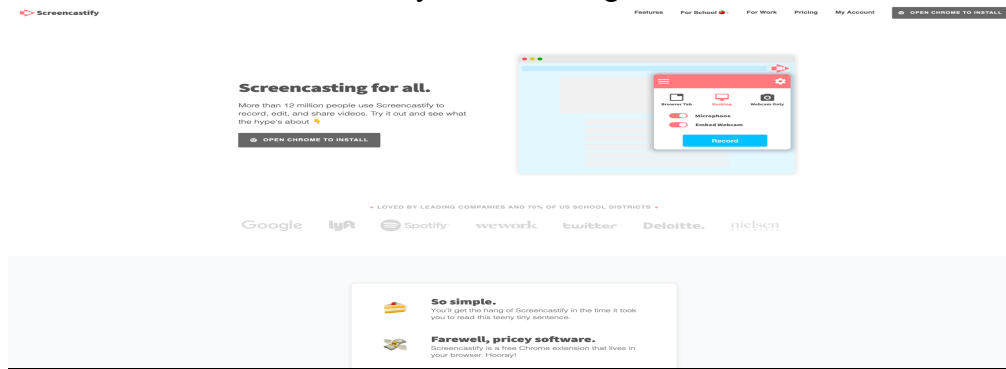 Screencastify
Features
For School
For Work
Pricing
My Account
OPEN CHROME TO INSTALL
Screencasting for all.
More than 12 million people use Screencastify to
record, edit, and share videos. Try it out and see what
the hype's about 👇
OPEN CHROME TO INSTALL
Browser Tab
Desktop
Webcam Only
Microphone
Embed Webcam
Record
• LOVED BY LEADING COMPANIES AND 70% OF US SCHOOL DISTRICTS •
Google
lyft
Spotify
wework
twitter
Deloitte.
nielsen
So simple.
You'll get the hang of Screencastify in the time it took
you to read this teeny tiny sentence.
Farewell, pricey software.
Screencastify is a free Chrome extension that lives in
your browser. Hooray!